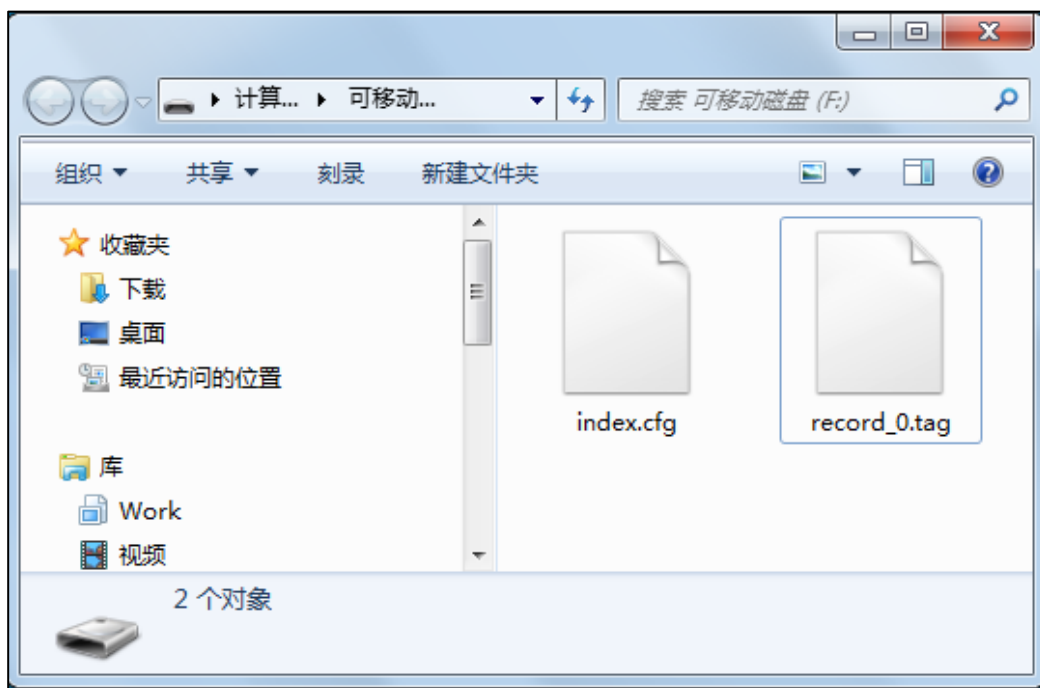 计算... 可移动... 搜索 可移动磁盘 (F:)
组织 共享 刻录 新建文件夹
收藏夹
下载
桌面
最近访问的位置
库
Work
视频
index.cfg record_0.tag
2 个对象